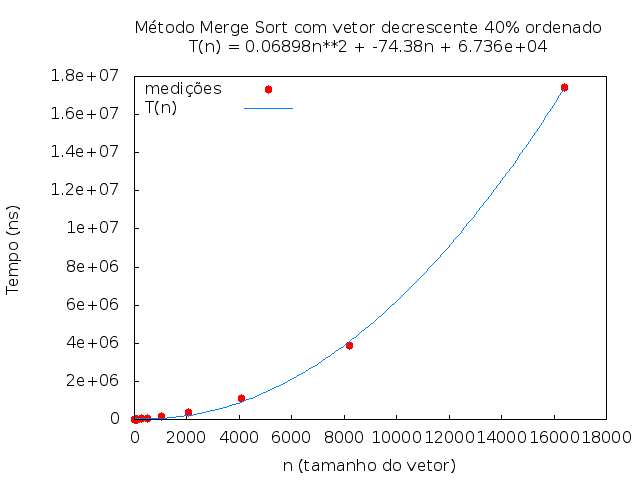 Método Merge Sort com vetor decrescente 40% ordenado
T(n) = 0.06898n**2 + -74.38n + 6.736e+04
medições
T(n)
1.8e+07
1.6e+07
1.4e+07
1.2e+07
1e+07
8e+06
6e+06
4e+06
2e+06
0
0 2000 4000 6000 8000 10000 12000 14000 16000 18000
n (tamanho do vetor)
Tempo (ns)